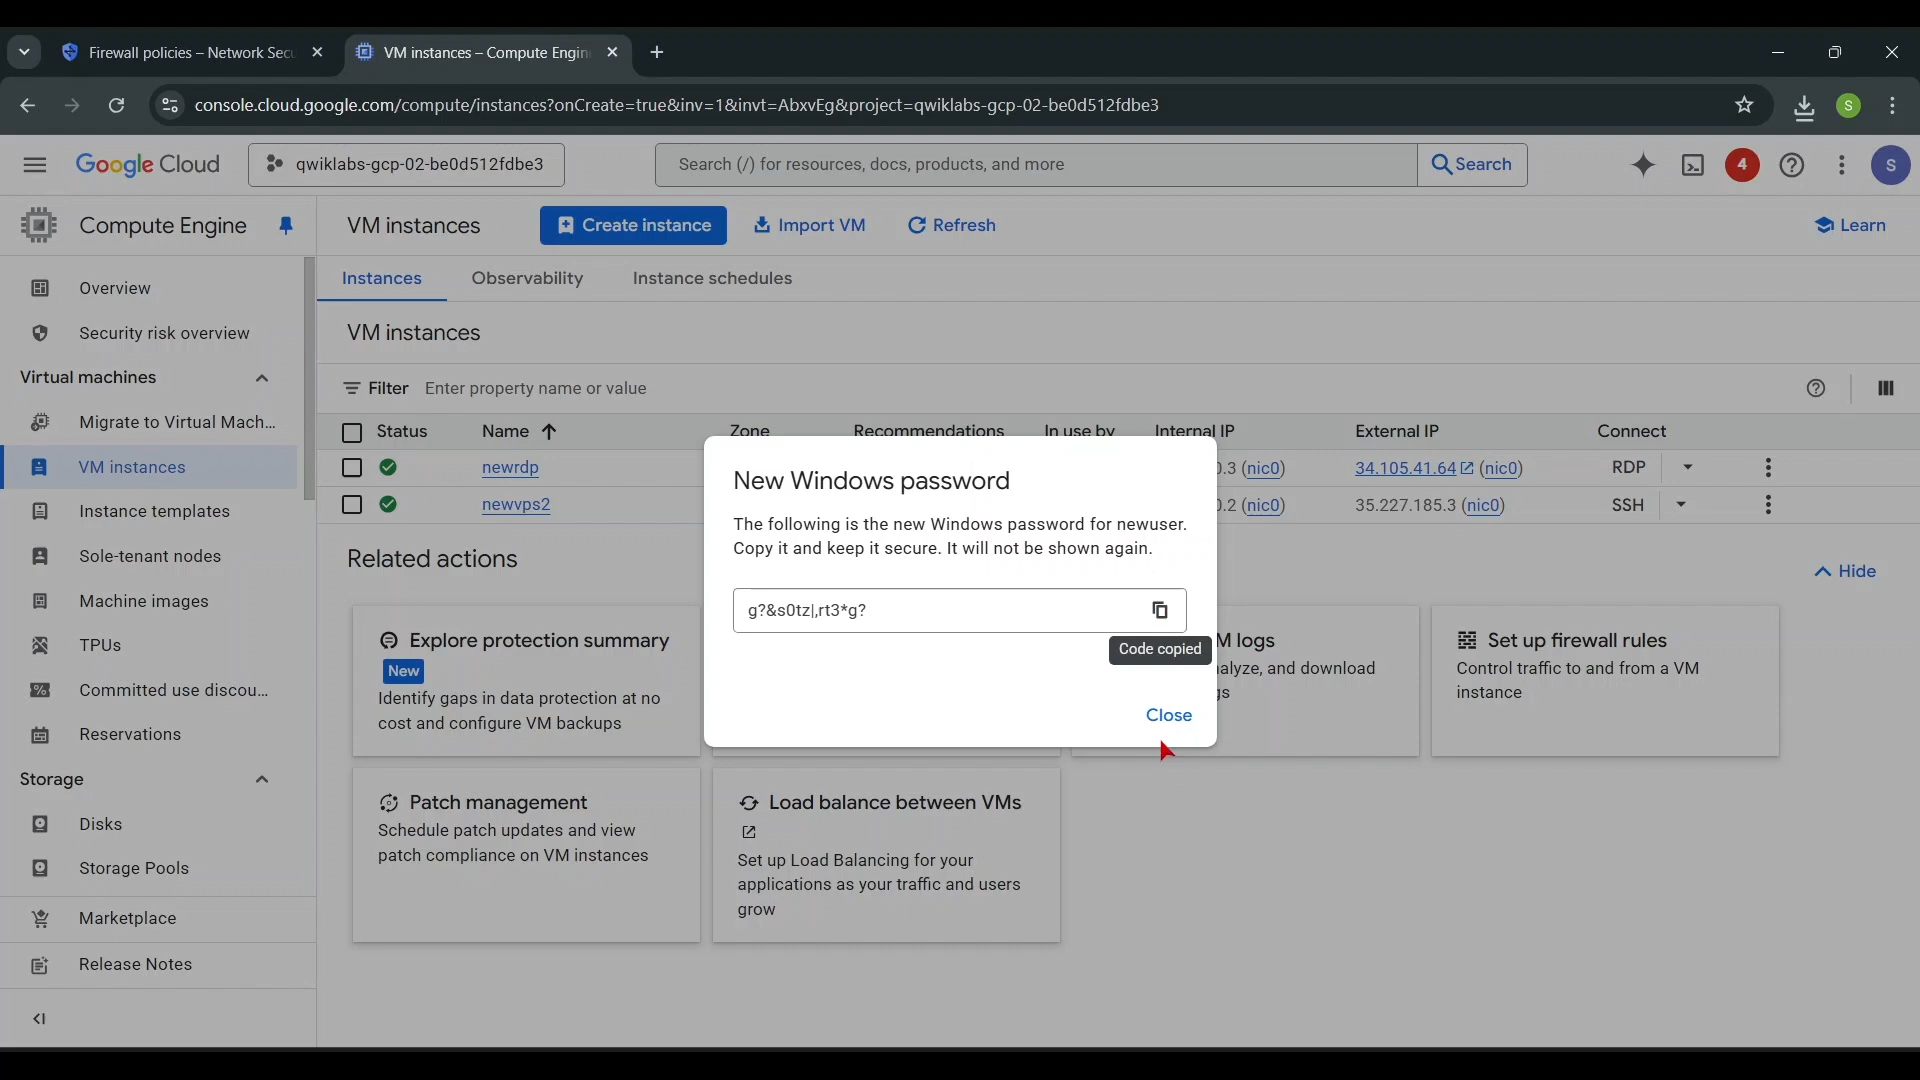 Firewall policies – Network Secu
VM instances – Compute Engin
console.cloud.google.com/compute/instances?onCreate=true&inv=1&invt=AbxvEg&project=qwiklabs-gcp-02-be0d512fdbe3
S
Google Cloud
qwiklabs-gcp-02-be0d512fdbe3
Search (/) for resources, docs, products, and more
Search
4
S
Compute Engine
VM instances
Create instance
Import VM
Refresh
Learn
Overview
Security risk overview
Virtual machines
Migrate to Virtual Mach...
VM instances
Instance templates
Sole-tenant nodes
Machine images
TPUs
Committed use discou...
Reservations
Storage
Disks
Storage Pools
Marketplace
Release Notes
Instances
Observability
Instance schedules
VM instances
Filter
Enter property name or value
Status
Name
Zone
Recommendations
In use by
Internal IP
External IP
Connect
newrdp
0.3 (nic0)
34.105.41.64 (nic0)
RDP
newvps2
0.2 (nic0)
35.227.185.3 (nic0)
SSH
Related actions
Hide
Explore protection summary
New
Identify gaps in data protection at no
cost and configure VM backups
M logs
alyze, and download
gs
Set up firewall rules
Control traffic to and from a VM
instance
Patch management
Schedule patch updates and view
patch compliance on VM instances
Load balance between VMs
Set up Load Balancing for your
applications as your traffic and users
grow
New Windows password
The following is the new Windows password for newuser.
Copy it and keep it secure. It will not be shown again.
g?&s0tz|,rt3*g?
Code copied
Close